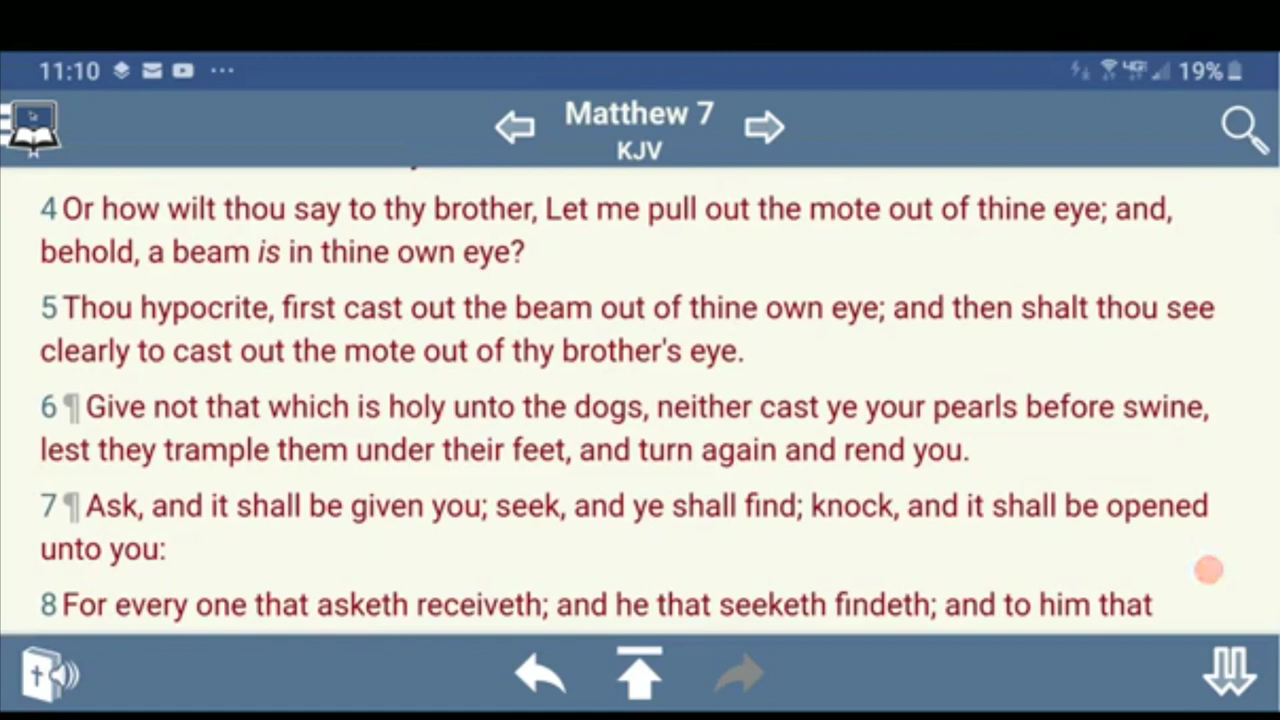 11:10 ... 4G 19%
Matthew 7
KJV
4 Or how wilt thou say to thy brother, Let me pull out the mote out of thine eye; and,
behold, a beam is in thine own eye?
5 Thou hypocrite, first cast out the beam out of thine own eye; and then shalt thou see
clearly to cast out the mote out of thy brother's eye.
6 ¶ Give not that which is holy unto the dogs, neither cast ye your pearls before swine,
lest they trample them under their feet, and turn again and rend you.
7 ¶ Ask, and it shall be given you; seek, and ye shall find; knock, and it shall be opened
unto you:
8 For every one that asketh receiveth; and he that seeketh findeth; and to him that